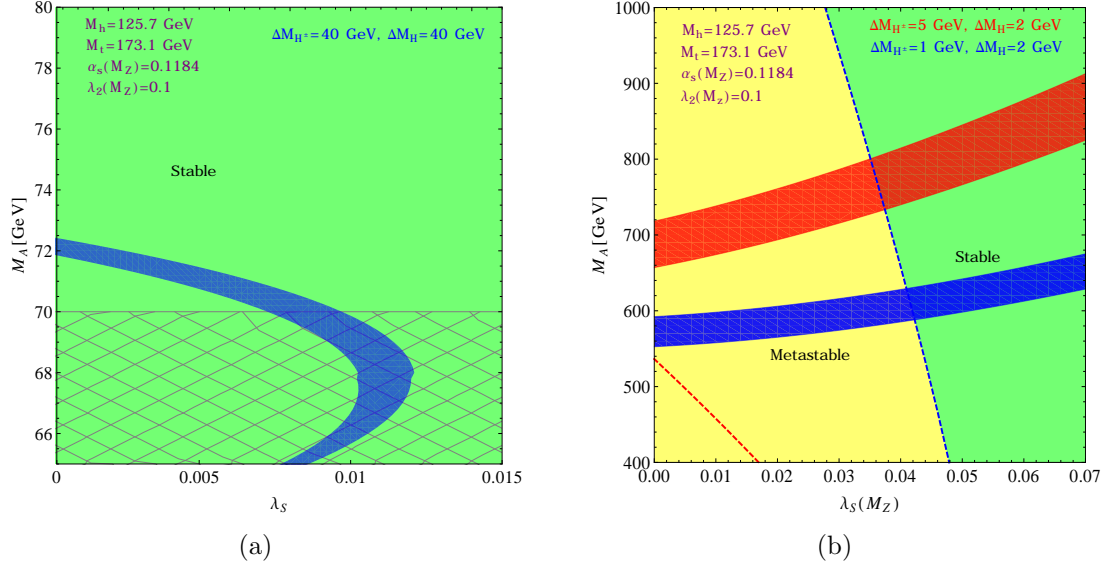 M_h=125.7 GeV
M_t=173.1 GeV
α_s(M_Z)=0.1184
λ_2(M_Z)=0.1
ΔM_H±=40 GeV, ΔM_H=40 GeV
Stable
80
78
76
74
72
70
68
66
M_A[GeV]
0
0.005
0.01
0.015
λ_S
(a)
M_h=125.7 GeV
M_t=173.1 GeV
α_s(M_Z)=0.1184
λ_2(M_Z)=0.1
ΔM_H±=5 GeV, ΔM_H=2 GeV
ΔM_H±=1 GeV, ΔM_H=2 GeV
Stable
Metastable
1000
900
800
700
600
500
400
M_A[GeV]
0.00
0.01
0.02
0.03
0.04
0.05
0.06
0.07
λ_S(M_Z)
(b)